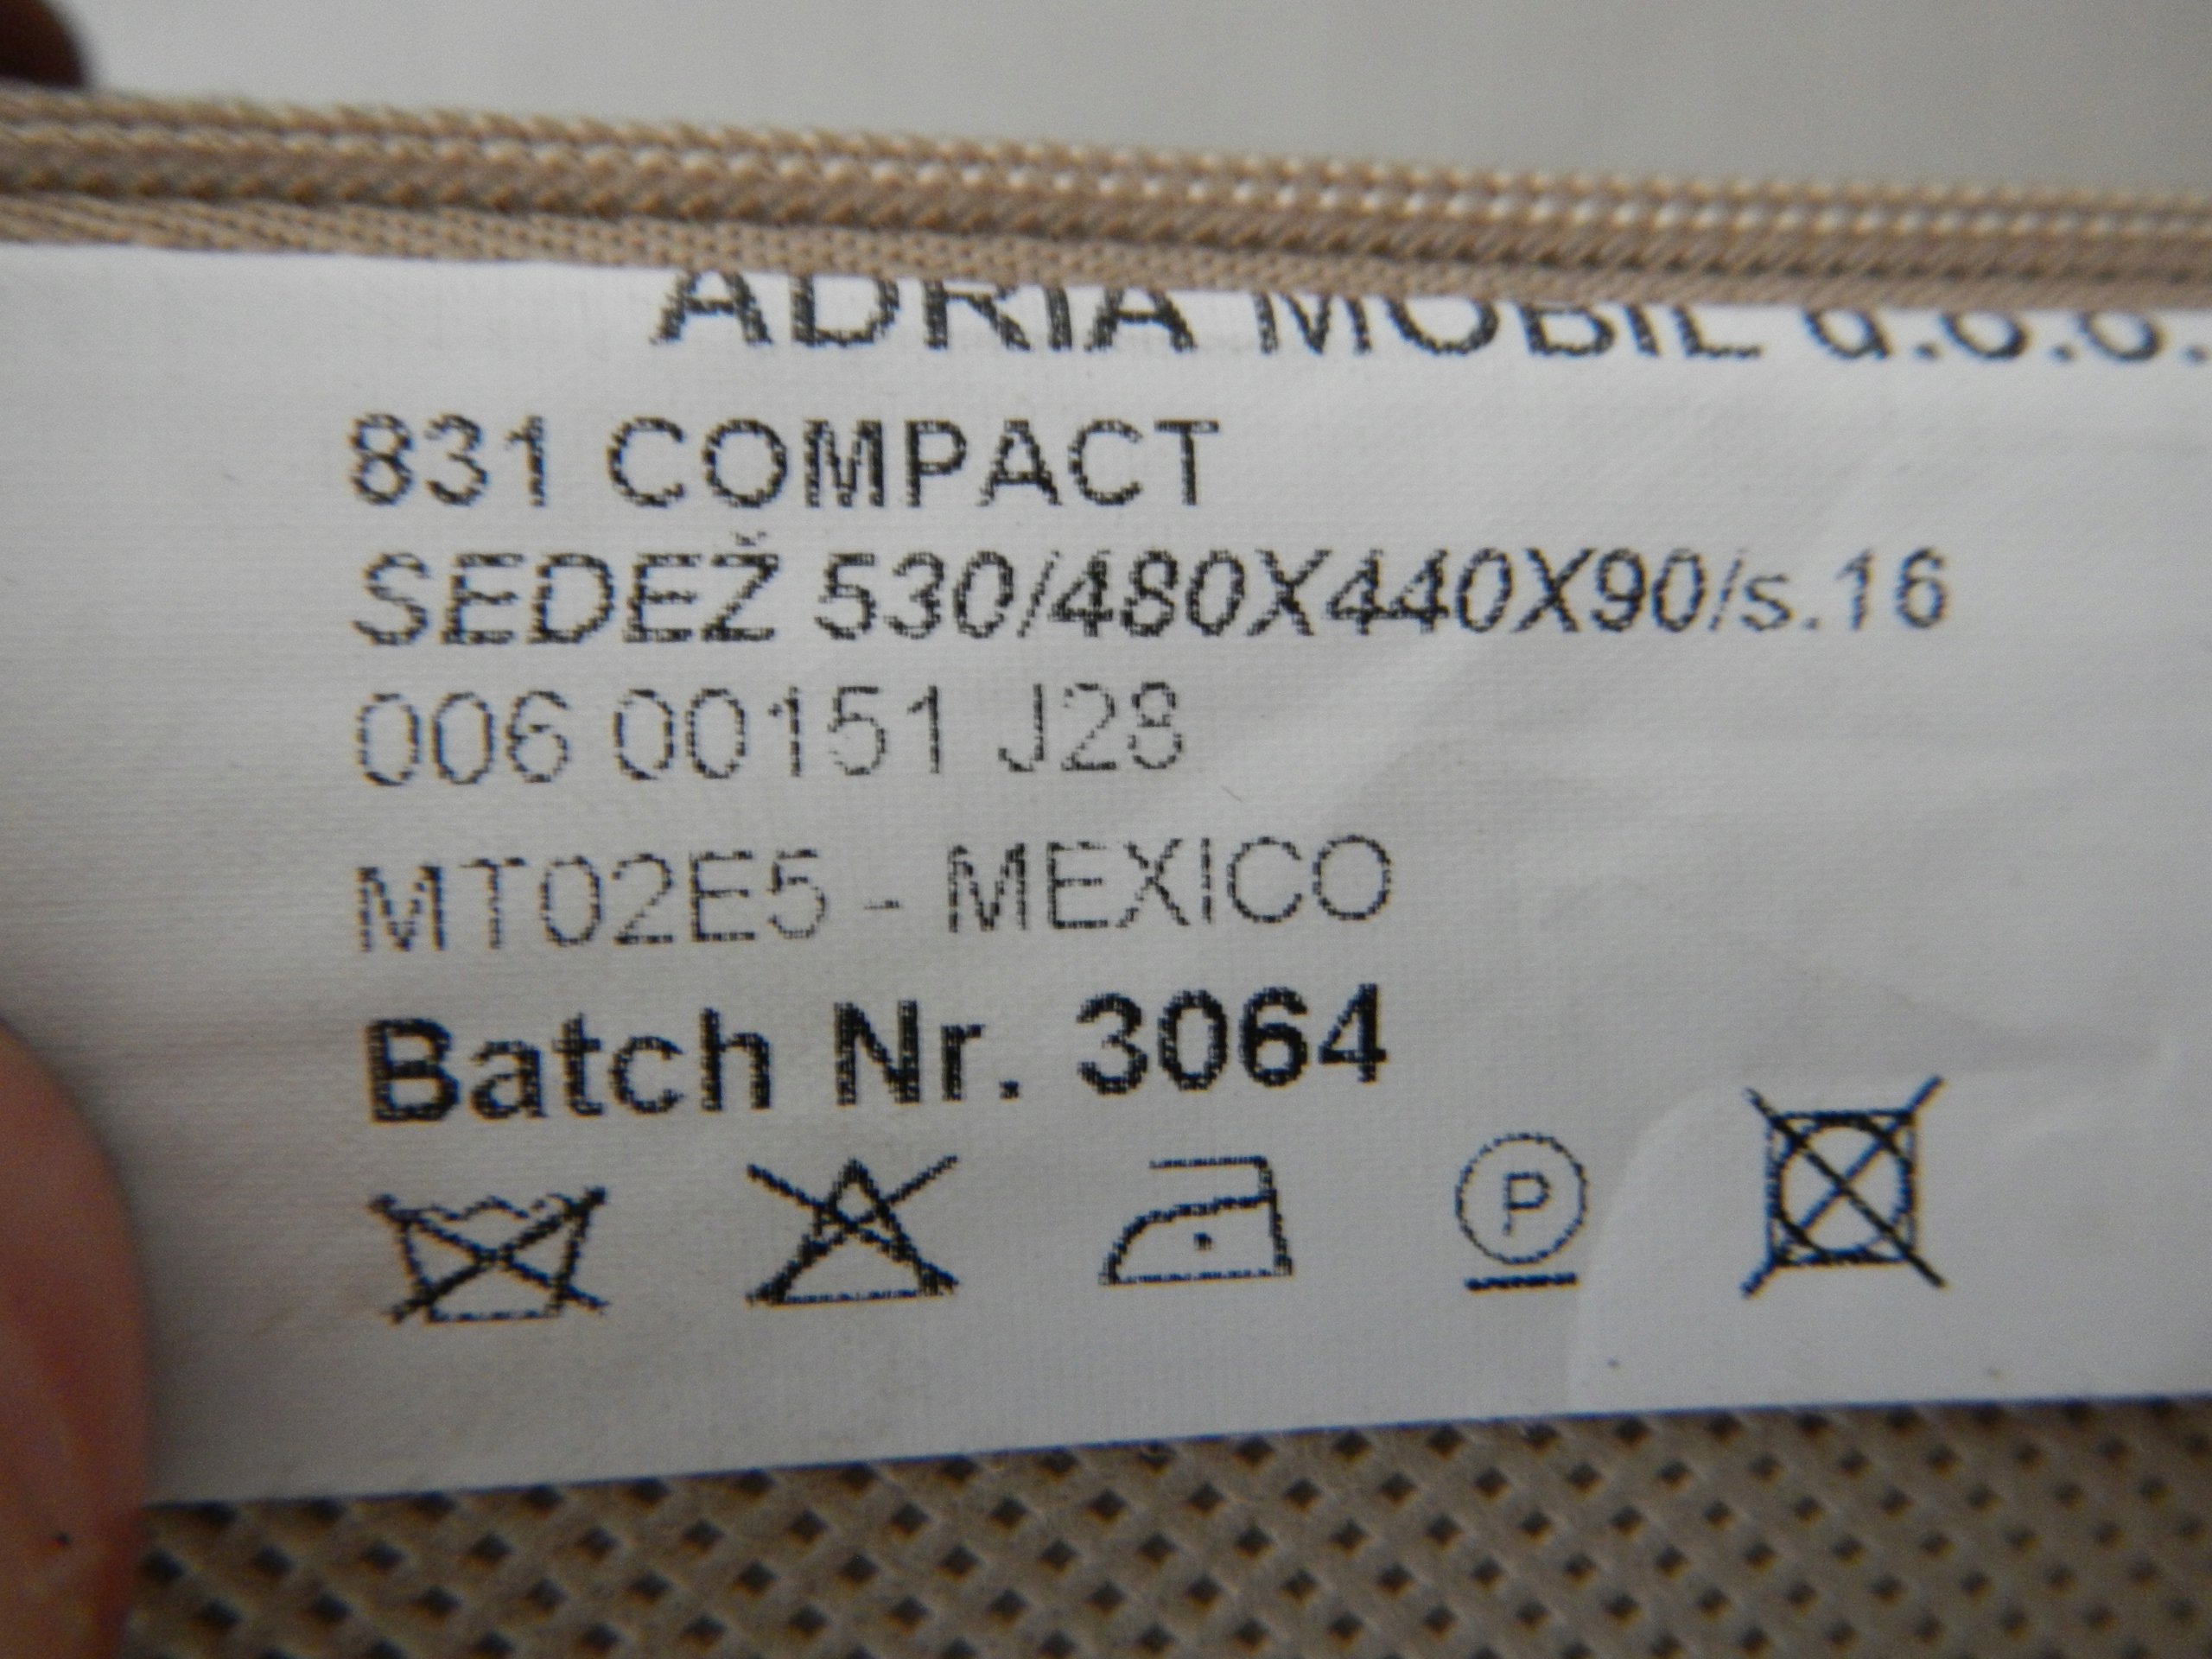 ADRIA MOBIL d.o.o.
831 COMPACT
SEDEŽ 530/480X440X90/s.16
006 00151 J28
MT02E5 - MEXICO
Batch Nr. 3064
P